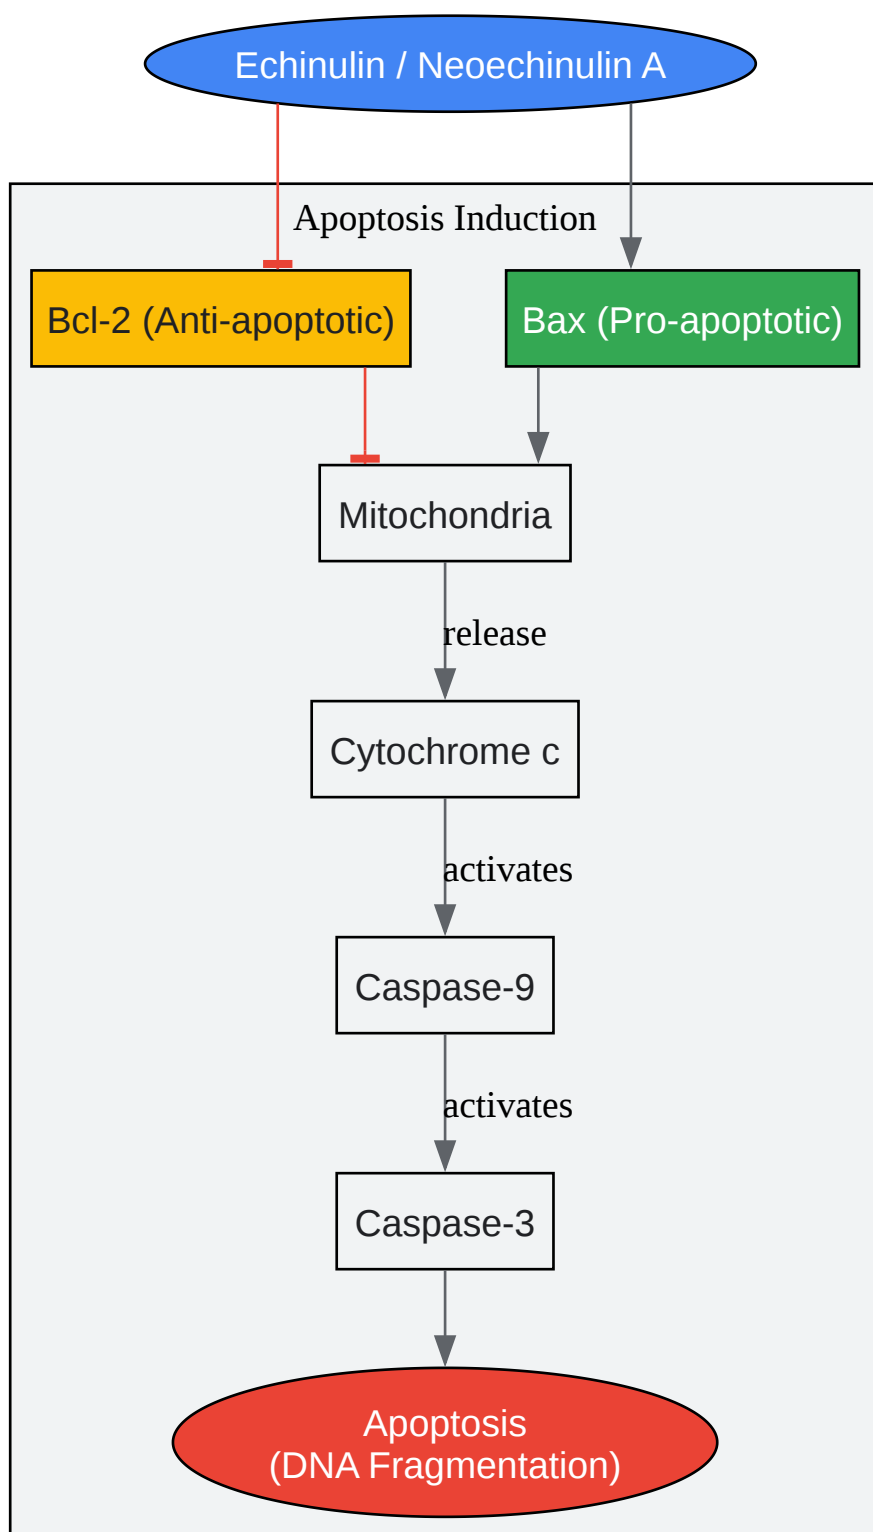 Echinulin / Neoechinulin A
Apoptosis Induction
Bcl-2 (Anti-apoptotic)
Bax (Pro-apoptotic)
Mitochondria
release
Cytochrome c
activates
Caspase-9
activates
Caspase-3
Apoptosis
(DNA Fragmentation)